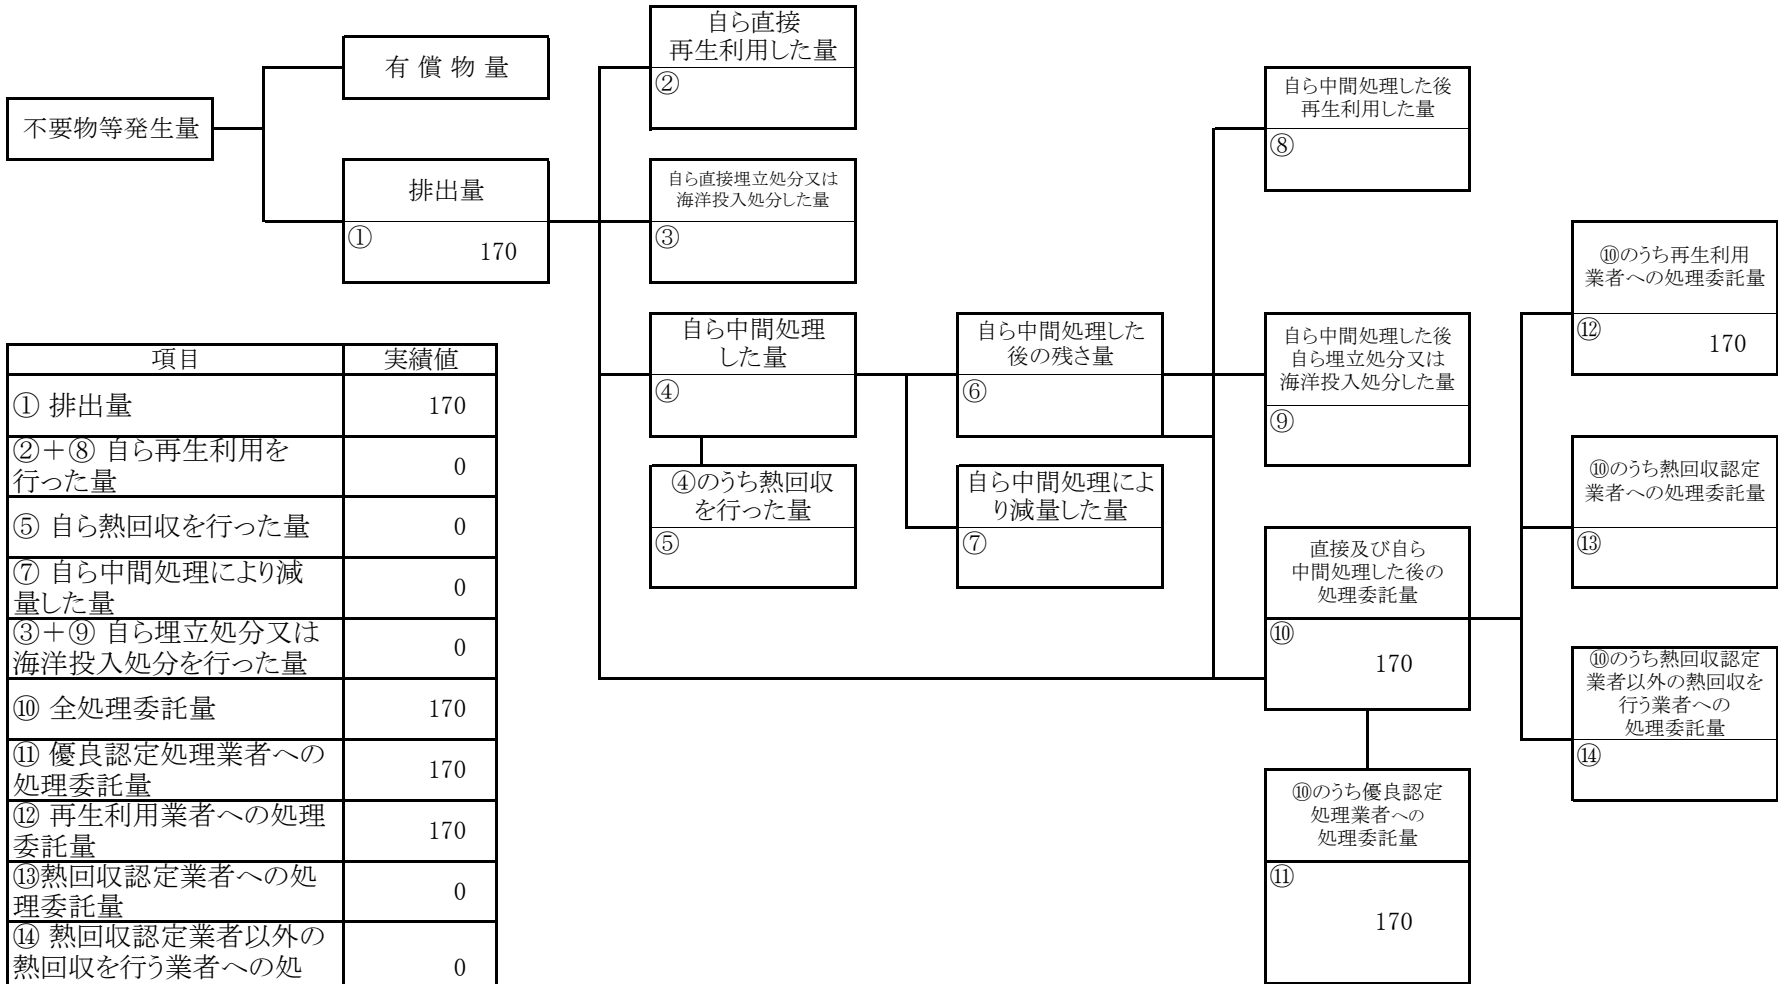 不要物等発生量
有 償 物 量
排出量
①
170
自ら直接
再生利用した量
②
自ら直接埋立処分又は
海洋投入処分した量
③
自ら中間処理
した量
④
④のうち熱回収
を行った量
⑤
自ら中間処理した
後の残さ量
⑥
自ら中間処理によ
り減量した量
⑦
自ら中間処理した後
再生利用した量
⑧
自ら中間処理した後
自ら埋立処分又は
海洋投入処分した量
⑨
直接及び自ら
中間処理した後の
処理委託量
⑩
170
⑩のうち優良認定
処理業者への
処理委託量
⑪
170
⑩のうち再生利用
業者への処理委託量
⑫
170
⑩のうち熱回収認定
業者への処理委託量
⑬
⑩のうち熱回収認定
業者以外の熱回収を
行う業者への
処理委託量
⑭
項目 実績値
① 排出量 170
②+⑧ 自ら再生利用を
行った量 0
⑤ 自ら熱回収を行った量 0
⑦ 自ら中間処理により減
量した量 0
③+⑨ 自ら埋立処分又は
海洋投入処分を行った量 0
⑩ 全処理委託量 170
⑪ 優良認定処理業者への
処理委託量 170
⑫ 再生利用業者への処理
委託量 170
⑬熱回収認定業者への処
理委託量 0
⑭ 熱回収認定業者以外の
熱回収を行う業者への処 0